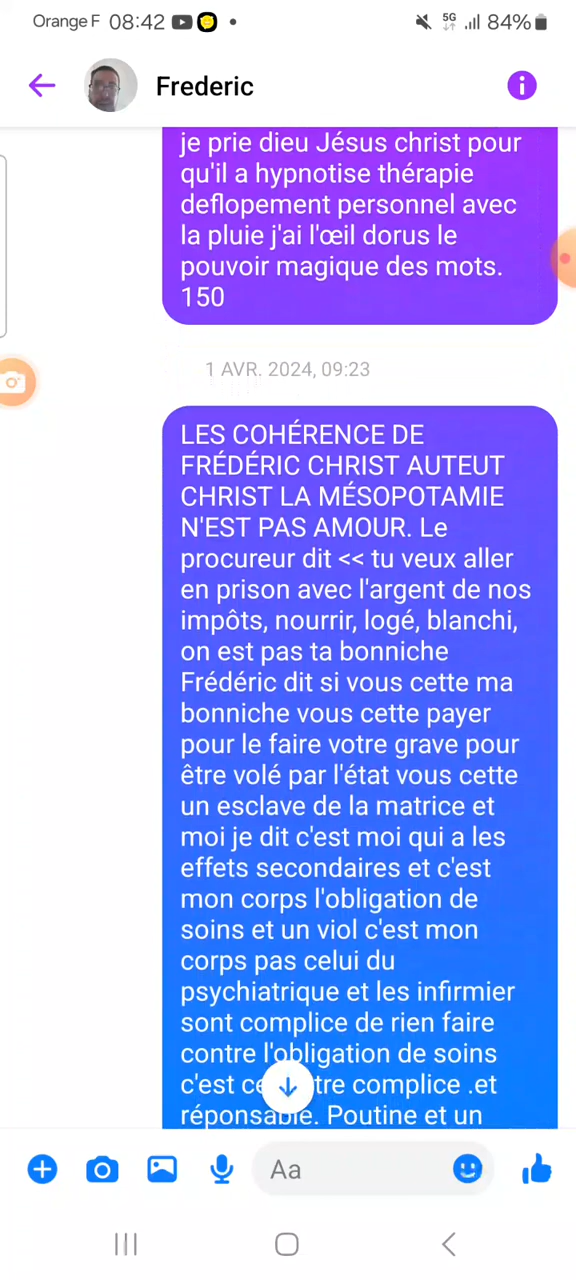 Orange F 08:42
5G 84%
Frederic
je prie dieu Jésus christ pour
qu'il a hypnotise thérapie
deflopement personnel avec
la pluie j'ai l'œil dorus le
pouvoir magique des mots.
150
1 AVR. 2024, 09:23
LES COHÉRENCE DE
FRÉDÉRIC CHRIST AUTEUT
CHRIST LA MÉSOPOTAMIE
N'EST PAS AMOUR. Le
procureur dit << tu veux aller
en prison avec l'argent de nos
impôts, nourrir, logé, blanchi,
on est pas ta bonniche
Frédéric dit si vous cette ma
bonniche vous cette payer
pour le faire votre grave pour
être volé par l'état vous cette
un esclave de la matrice et
moi je dit c'est moi qui a les
effets secondaires et c'est
mon corps l'obligation de
soins et un viol c'est mon
corps pas celui du
psychiatrique et les infirmier
sont complice de rien faire
contre l'obligation de soins
c'est complice .et
réponsable. Poutine et un
Aa